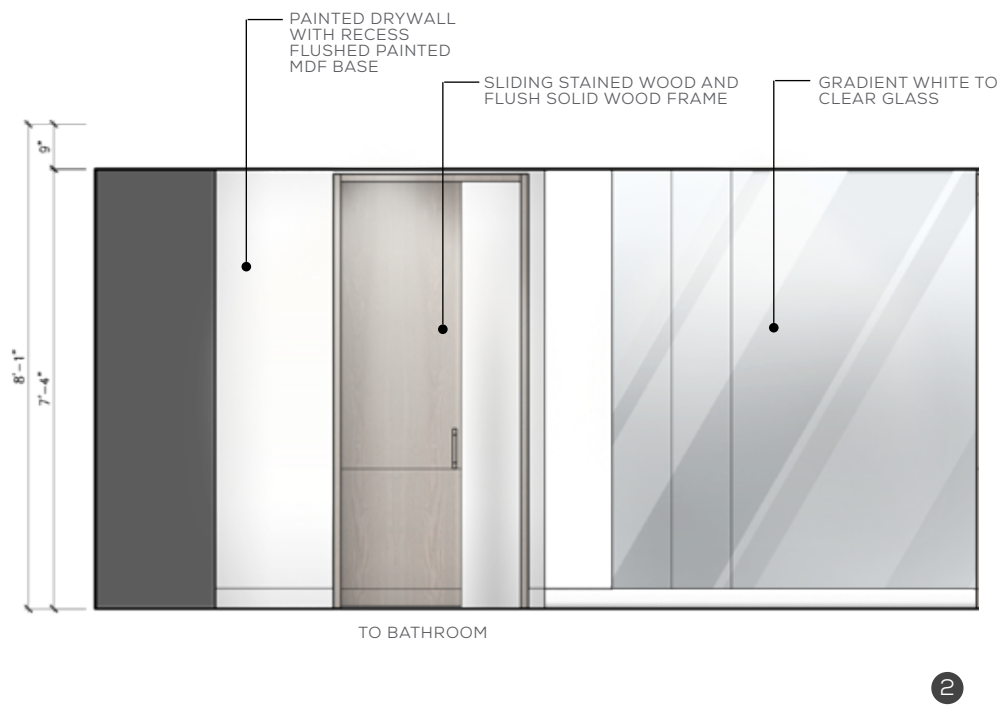 PAINTED DRYWALL
WITH RECESS
FLUSHED PAINTED
MDF BASE
SLIDING STAINED WOOD AND
FLUSH SOLID WOOD FRAME
GRADIENT WHITE TO
CLEAR GLASS
9"
8'-1"
7'-4"
TO BATHROOM
2